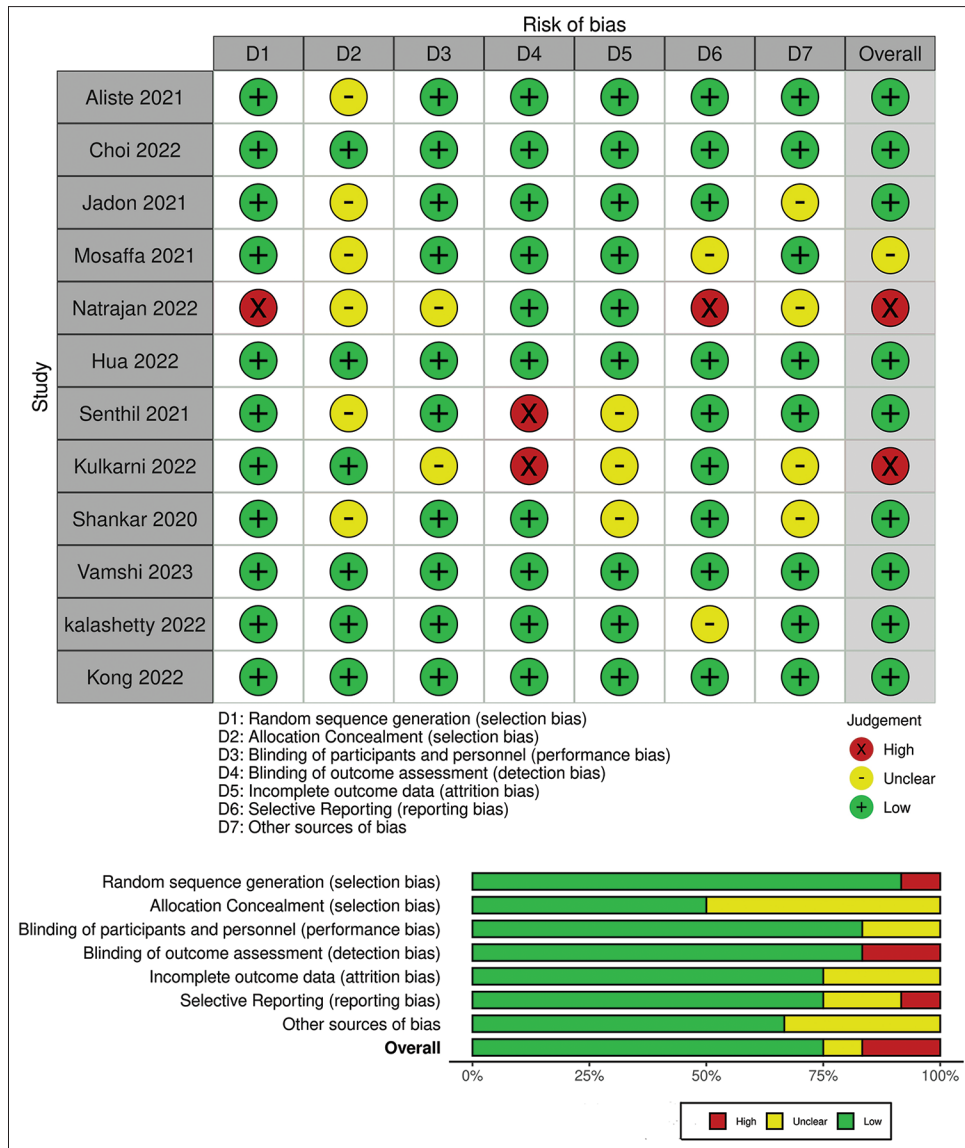 Risk of bias
D1 D2 D3 D4 D5 D6 D7 Overall
Study
Aliste 2021 + - + + + + + +
Choi 2022 + + + + + + + +
Jadon 2021 + - + + + + - +
Mosaffa 2021 + - + + + - + -
Natrajan 2022 X - - + + X - X
Hua 2022 + + + + + + + +
Senthil 2021 + - + X - + + +
Kulkarni 2022 + + - X - + - X
Shankar 2020 + - + + - + - +
Vamshi 2023 + + + + + + + +
kalashetty 2022 + + + + + - + +
Kong 2022 + + + + + + + +
D1: Random sequence generation (selection bias)
D2: Allocation Concealment (selection bias)
D3: Blinding of participants and personnel (performance bias)
D4: Blinding of outcome assessment (detection bias)
D5: Incomplete outcome data (attrition bias)
D6: Selective Reporting (reporting bias)
D7: Other sources of bias
Judgement
X High
- Unclear
+ Low
Random sequence generation (selection bias)
Allocation Concealment (selection bias)
Blinding of participants and personnel (performance bias)
Blinding of outcome assessment (detection bias)
Incomplete outcome data (attrition bias)
Selective Reporting (reporting bias)
Other sources of bias
Overall
0% 25% 50% 75% 100%
High Unclear Low